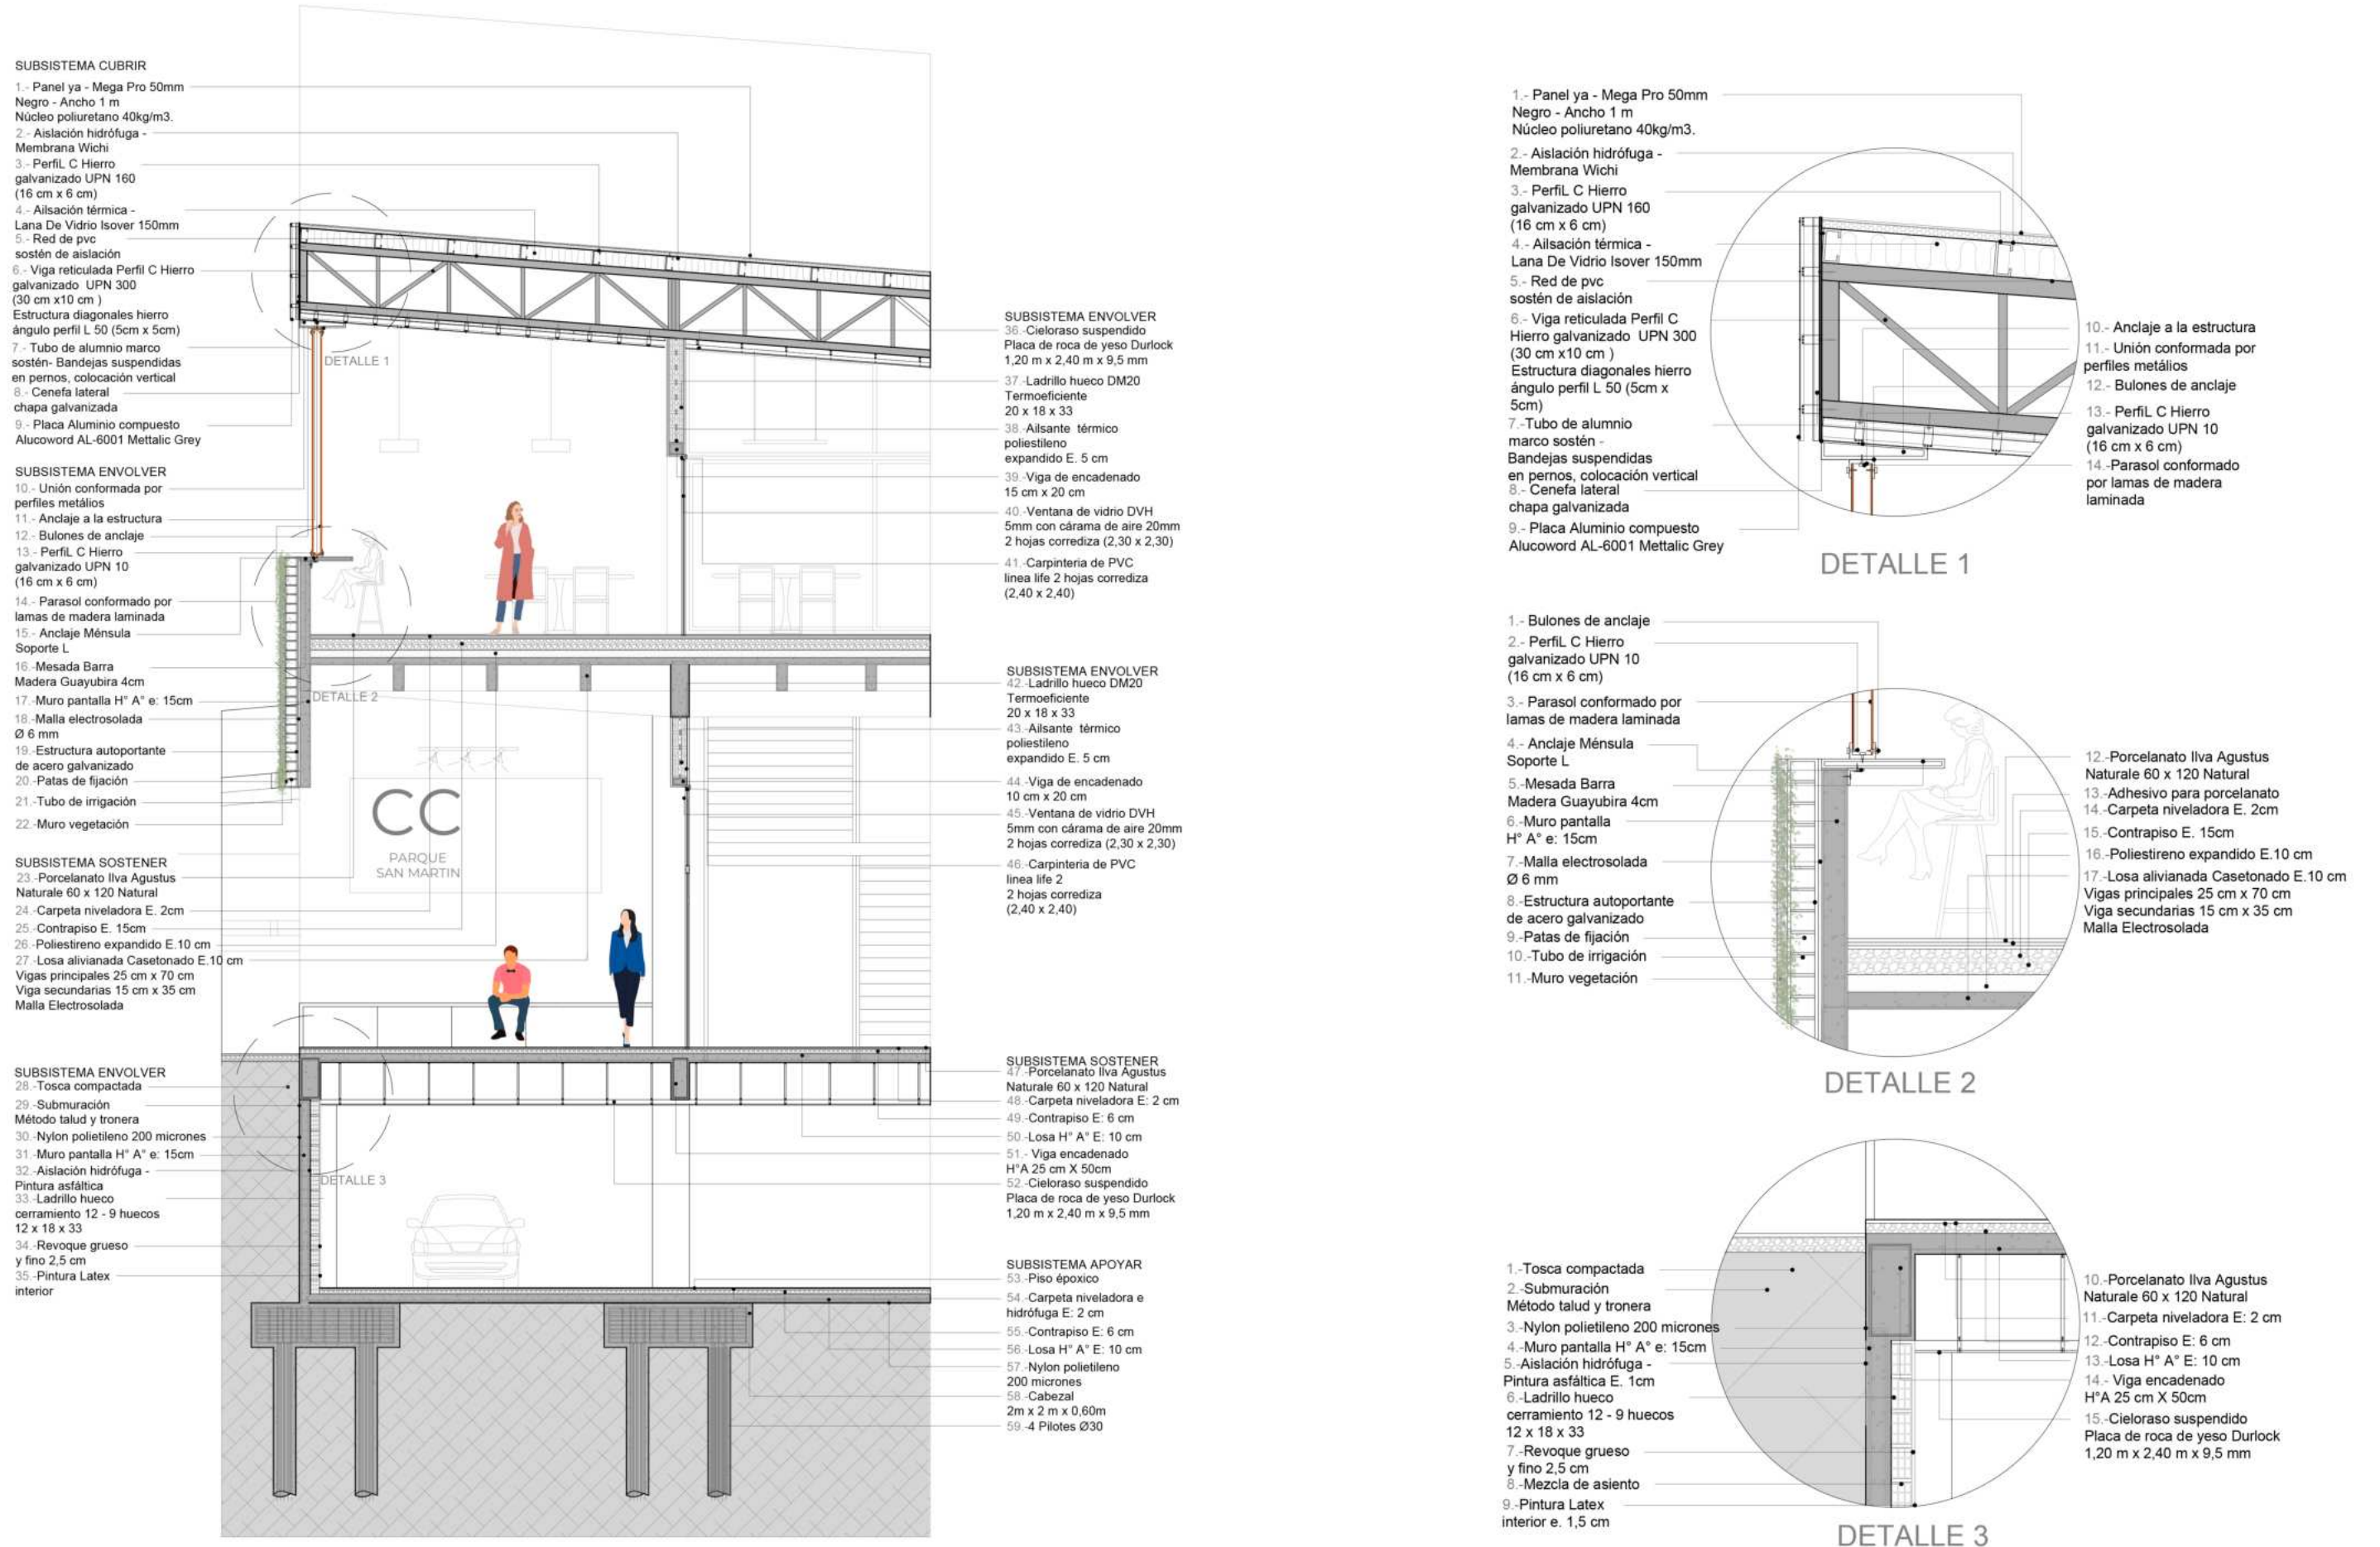 SUBSISTEMA CUBRIR
1.- Panel ya - Mega Pro 50mm
Negro - Ancho 1 m
Núcleo poliuretano 40kg/m3.
2.- Aislación hidrófuga -
Membrana Wichi
3.- PerfiL C Hierro
galvanizado UPN 160
(16 cm x 6 cm)
4.- Ailsación térmica -
Lana De Vidrio Isover 150mm
5.- Red de pvc
sostén de aislación
6.- Viga reticulada Perfil C Hierro
galvanizado UPN 300
(30 cm x10 cm )
Estructura diagonales hierro
ángulo perfil L 50 (5cm x 5cm)
7.- Tubo de alumnio marco
sostén- Bandejas suspendidas
en pernos, colocación vertical
8.- Cenefa lateral
chapa galvanizada
9.- Placa Aluminio compuesto
Alucoword AL-6001 Mettalic Grey
SUBSISTEMA ENVOLVER
10.- Unión conformada por
perfiles metálios
11.- Anclaje a la estructura
12.- Bulones de anclaje
13.- PerfiL C Hierro
galvanizado UPN 10
(16 cm x 6 cm)
14.- Parasol conformado por
lamas de madera laminada
15.- Anclaje Ménsula
Soporte L
16.-Mesada Barra
Madera Guayubira 4cm
17.-Muro pantalla H° A° e: 15cm
18.-Malla electrosolada
Ø 6 mm
19.-Estructura autoportante
de acero galvanizado
20.-Patas de fijación
21.-Tubo de irrigación
22.-Muro vegetación
SUBSISTEMA SOSTENER
23.-Porcelanato Ilva Agustus
Naturale 60 x 120 Natural
24.-Carpeta niveladora E. 2cm
25.-Contrapiso E. 15cm
26.-Poliestireno expandido E.10 cm
27.-Losa alivianada Casetonado E.10 cm
Vigas principales 25 cm x 70 cm
Viga secundarias 15 cm x 35 cm
Malla Electrosolada
SUBSISTEMA ENVOLVER
28.-Tosca compactada
29.-Submuración
Método talud y tronera
30.-Nylon polietileno 200 micrones
31.-Muro pantalla H° A° e: 15cm
32.-Aislación hidrófuga -
Pintura asfáltica
33.-Ladrillo hueco
cerramiento 12 - 9 huecos
12 x 18 x 33
34.-Revoque grueso
y fino 2,5 cm
35.-Pintura Latex
interior
DETALLE 1
DETALLE 2
CC
PARQUE
SAN MARTIN
DETALLE 3
SUBSISTEMA ENVOLVER
36.-Cieloraso suspendido
Placa de roca de yeso Durlock
1,20 m x 2,40 m x 9,5 mm
37.-Ladrillo hueco DM20
Termoeficiente
20 x 18 x 33
38.-Ailsante térmico
poliestileno
expandido E. 5 cm
39.-Viga de encadenado
15 cm x 20 cm
40.-Ventana de vidrio DVH
5mm con cárama de aire 20mm
2 hojas corrediza (2,30 x 2,30)
41.-Carpinteria de PVC
linea life 2 hojas corrediza
(2,40 x 2,40)
SUBSISTEMA ENVOLVER
42.-Ladrillo hueco DM20
Termoeficiente
20 x 18 x 33
43.-Ailsante térmico
poliestileno
expandido E. 5 cm
44.-Viga de encadenado
10 cm x 20 cm
45.-Ventana de vidrio DVH
5mm con cárama de aire 20mm
2 hojas corrediza (2,30 x 2,30)
46.-Carpinteria de PVC
linea life 2
2 hojas corrediza
(2,40 x 2,40)
SUBSISTEMA SOSTENER
47.-Porcelanato Ilva Agustus
Naturale 60 x 120 Natural
48.-Carpeta niveladora E: 2 cm
49.-Contrapiso E: 6 cm
50.-Losa H° A° E: 10 cm
51.- Viga encadenado
H°A 25 cm X 50cm
52.-Cieloraso suspendido
Placa de roca de yeso Durlock
1,20 m x 2,40 m x 9,5 mm
SUBSISTEMA APOYAR
53.-Piso époxico
54.-Carpeta niveladora e
hidrófuga E: 2 cm
55.-Contrapiso E: 6 cm
56.-Losa H° A° E: 10 cm
57.-Nylon polietileno
200 micrones
58.-Cabezal
2m x 2 m x 0,60m
59.-4 Pilotes Ø30
1.- Panel ya - Mega Pro 50mm
Negro - Ancho 1 m
Núcleo poliuretano 40kg/m3.
2.- Aislación hidrófuga -
Membrana Wichi
3.- PerfiL C Hierro
galvanizado UPN 160
(16 cm x 6 cm)
4.- Ailsación térmica -
Lana De Vidrio Isover 150mm
5.- Red de pvc
sostén de aislación
6.- Viga reticulada Perfil C
Hierro galvanizado UPN 300
(30 cm x10 cm )
Estructura diagonales hierro
ángulo perfil L 50 (5cm x
5cm)
7.-Tubo de alumnio
marco sostén -
Bandejas suspendidas
en pernos, colocación vertical
8.- Cenefa lateral
chapa galvanizada
9.- Placa Aluminio compuesto
Alucoword AL-6001 Mettalic Grey
10.- Anclaje a la estructura
11.- Unión conformada por
perfiles metálios
12.- Bulones de anclaje
13.- PerfiL C Hierro
galvanizado UPN 10
(16 cm x 6 cm)
14.-Parasol conformado
por lamas de madera
laminada
DETALLE 1
1.- Bulones de anclaje
2.- PerfiL C Hierro
galvanizado UPN 10
(16 cm x 6 cm)
3.- Parasol conformado por
lamas de madera laminada
4.- Anclaje Ménsula
Soporte L
5.-Mesada Barra
Madera Guayubira 4cm
6.-Muro pantalla
H° A° e: 15cm
7.-Malla electrosolada
Ø 6 mm
8.-Estructura autoportante
de acero galvanizado
9.-Patas de fijación
10.-Tubo de irrigación
11.-Muro vegetación
12.-Porcelanato Ilva Agustus
Naturale 60 x 120 Natural
13.-Adhesivo para porcelanato
14.-Carpeta niveladora E. 2cm
15.-Contrapiso E. 15cm
16.-Poliestireno expandido E.10 cm
17.-Losa alivianada Casetonado E.10 cm
Vigas principales 25 cm x 70 cm
Viga secundarias 15 cm x 35 cm
Malla Electrosolada
DETALLE 2
1.-Tosca compactada
2.-Submuración
Método talud y tronera
3.-Nylon polietileno 200 micrones
4.-Muro pantalla H° A° e: 15cm
5.-Aislación hidrófuga -
Pintura asfáltica E. 1cm
6.-Ladrillo hueco
cerramiento 12 - 9 huecos
12 x 18 x 33
7.-Revoque grueso
y fino 2,5 cm
8.-Mezcla de asiento
9.-Pintura Latex
interior e. 1,5 cm
10.-Porcelanato Ilva Agustus
Naturale 60 x 120 Natural
11.-Carpeta niveladora E: 2 cm
12.-Contrapiso E: 6 cm
13.-Losa H° A° E: 10 cm
14.- Viga encadenado
H°A 25 cm X 50cm
15.-Cieloraso suspendido
Placa de roca de yeso Durlock
1,20 m x 2,40 m x 9,5 mm
DETALLE 3